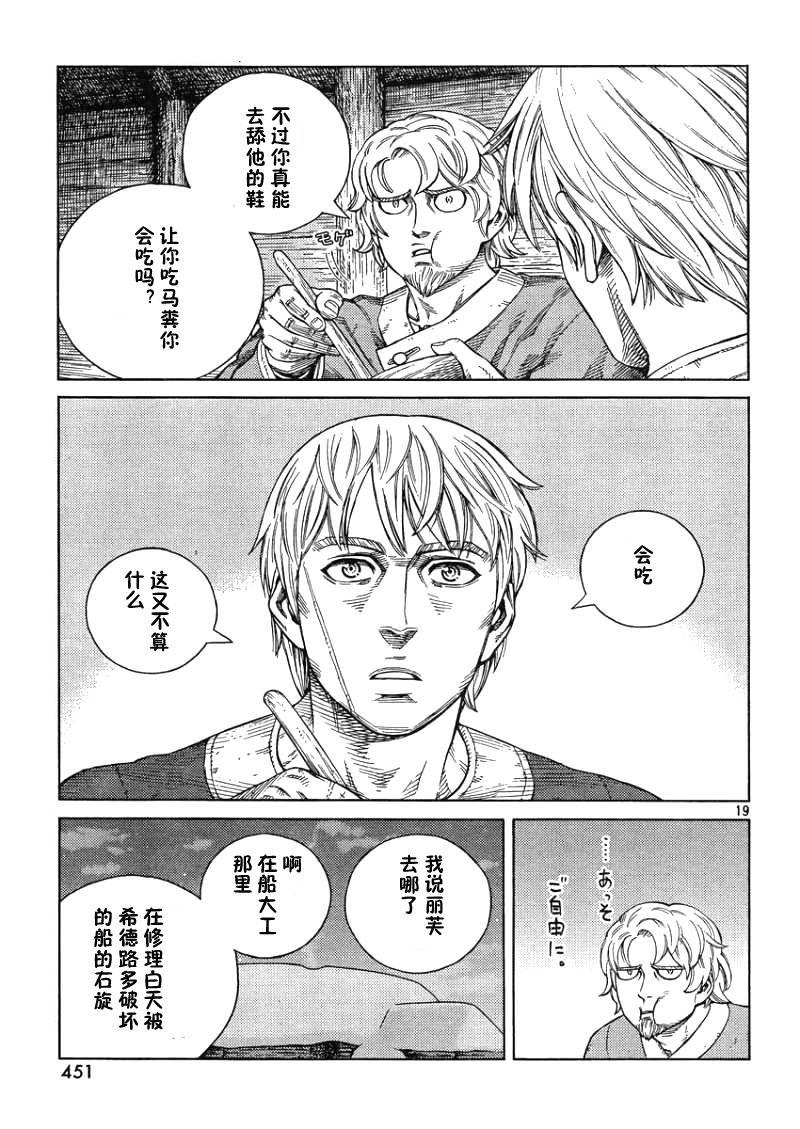 不过你真能
去舔他的鞋
让你吃马粪你
会吃吗？
モグ
会吃
这又不算
什么
19
……あっそ
ご自由に。
我说丽芙
去哪了
啊
在船大工
那里
在修理白天被
希德路多破坏
的船的右旋
451